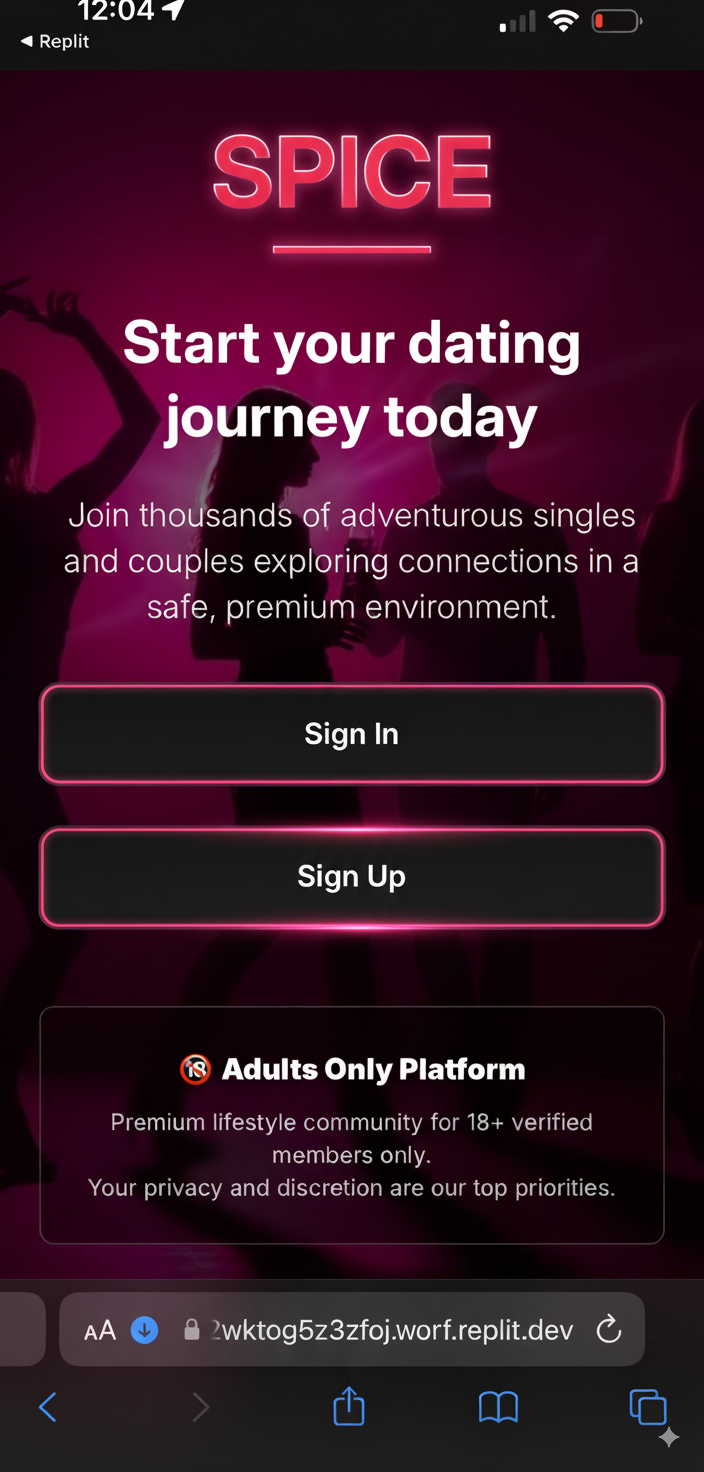 12:04
◀ Replit
SPICE
Start your dating
journey today
Join thousands of adventurous singles
and couples exploring connections in a
safe, premium environment.
Sign In
Sign Up
🔞 Adults Only Platform
Premium lifestyle community for 18+ verified
members only.
Your privacy and discretion are our top priorities.
AA 2wktog5z3zfoj.worf.replit.dev